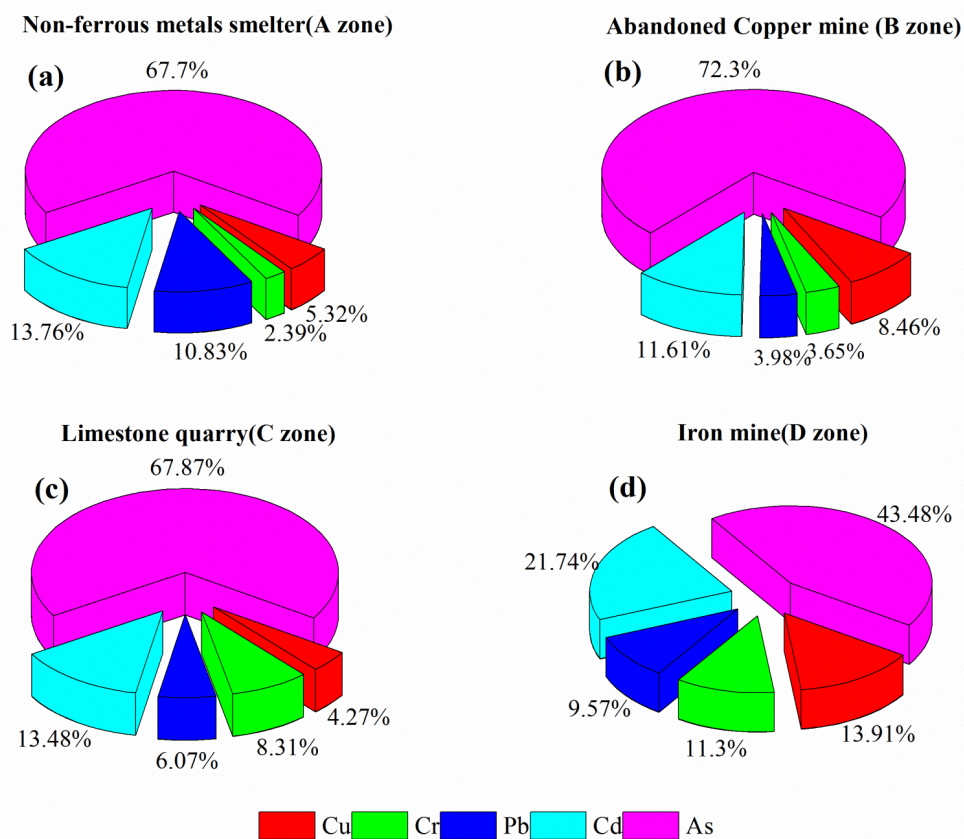 Non-ferrous metals smelter(A zone)
(a)
67.7%
13.76%
10.83%
2.39%
5.32%
Abandoned Copper mine (B zone)
(b)
72.3%
11.61%
3.98%
3.65%
8.46%
Limestone quarry(C zone)
(c)
67.87%
13.48%
6.07%
8.31%
4.27%
Iron mine(D zone)
(d)
43.48%
21.74%
9.57%
11.3%
13.91%
Cu Cr Pb Cd As